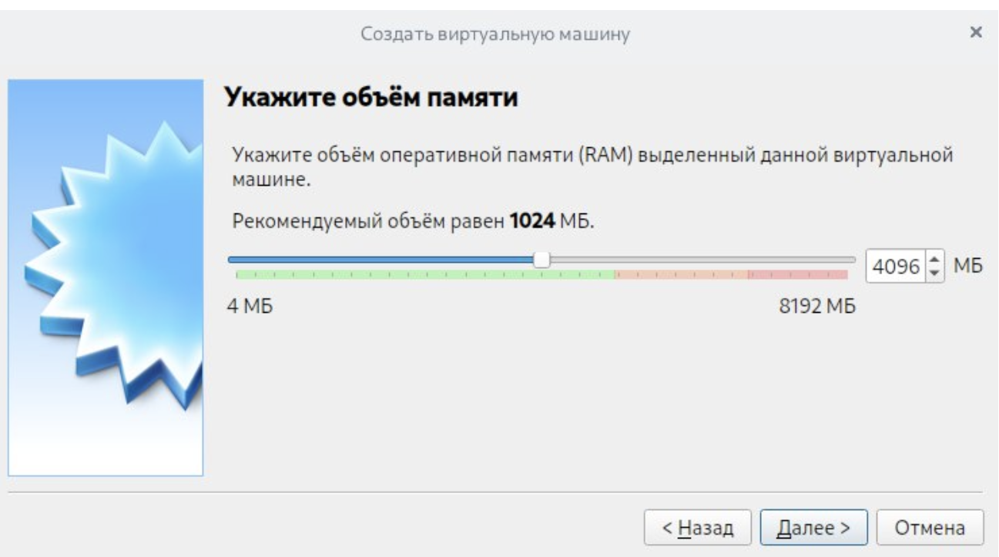 Создать виртуальную машину
Укажите объём памяти
Укажите объём оперативной памяти (RAM) выделенный данной виртуальной
машине.
Рекомендуемый объём равен 1024 МБ.
4096 МБ
4 МБ 8192 МБ
< Назад Далее > Отмена